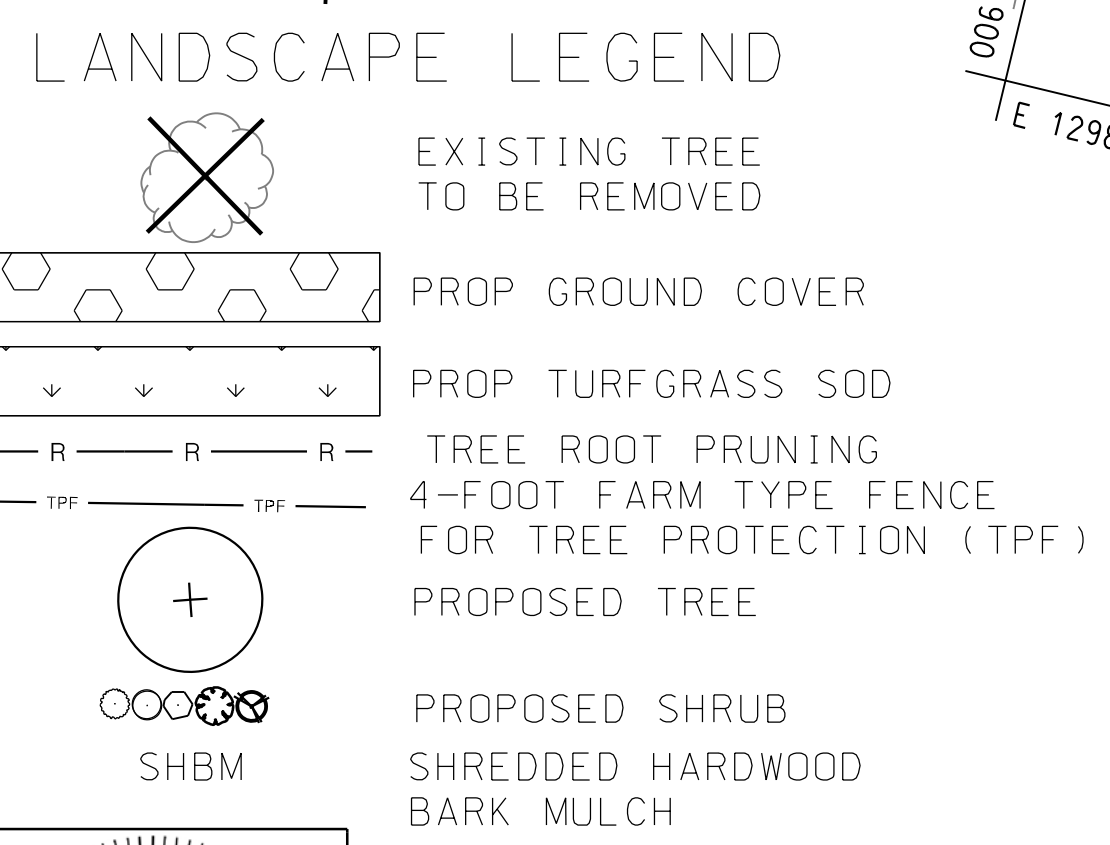 LANDSCAPE LEGEND
EXISTING TREE
TO BE REMOVED
PROP GROUND COVER
PROP TURFGRASS SOD
R R R TREE ROOT PRUNING
TPF TPF 4-FOOT FARM TYPE FENCE
FOR TREE PROTECTION (TPF)
PROPOSED TREE
PROPOSED SHRUB
SHBM SHREDDED HARDWOOD
BARK MULCH
006
E 1298